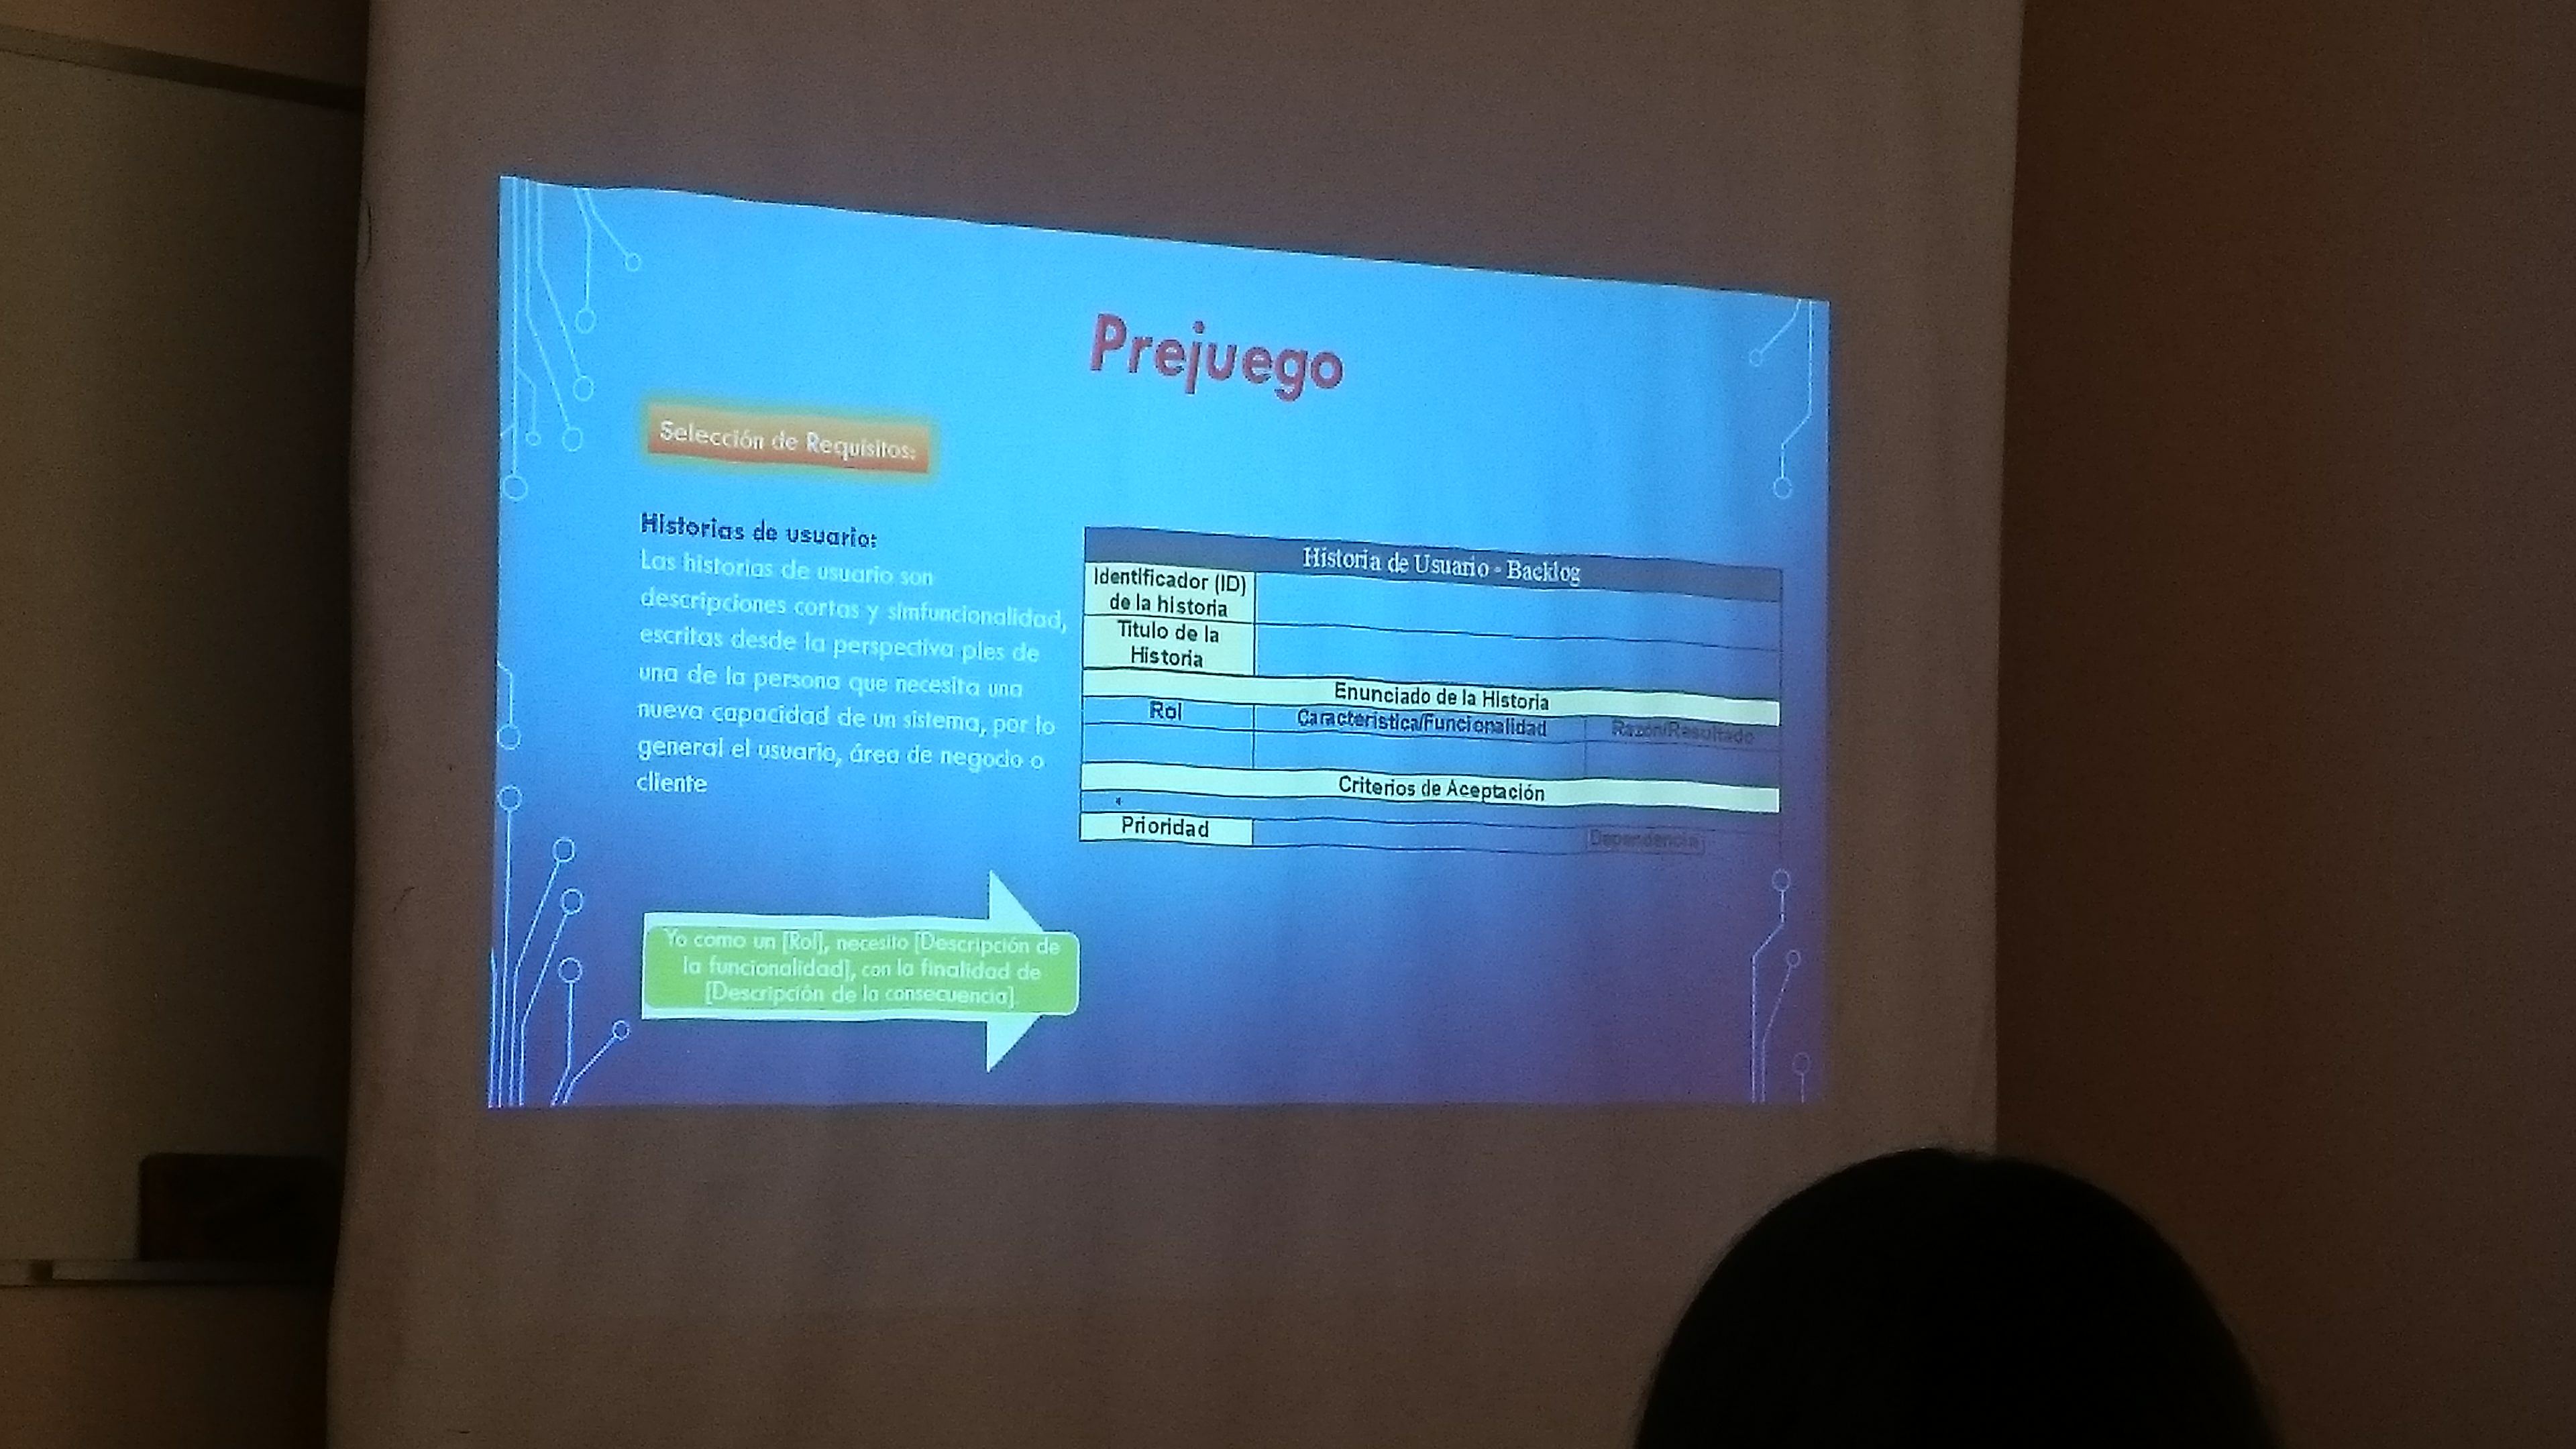 Prejuego
Selección de Requisitos:
Historias de usuario:
Las historias de usuario son
descripciones cortas y simfuncionalidad,
escritas desde la perspectiva ples de
una de la persona que necesita una
nueva capacidad de un sistema, por lo
general el usuario, área de negocio o
cliente
Yo como un [Rol], necesito [Descripción de
la funcionalidad], con la finalidad de
[Descripción de la consecuencia].
Historia de Usuario - Backlog
Identificador (ID)
de la historia
Titulo de la
Historia
Enunciado de la Historia
Rol Característica/Funcionalidad Razón/Resultado
Criterios de Aceptación
Prioridad Dependencia